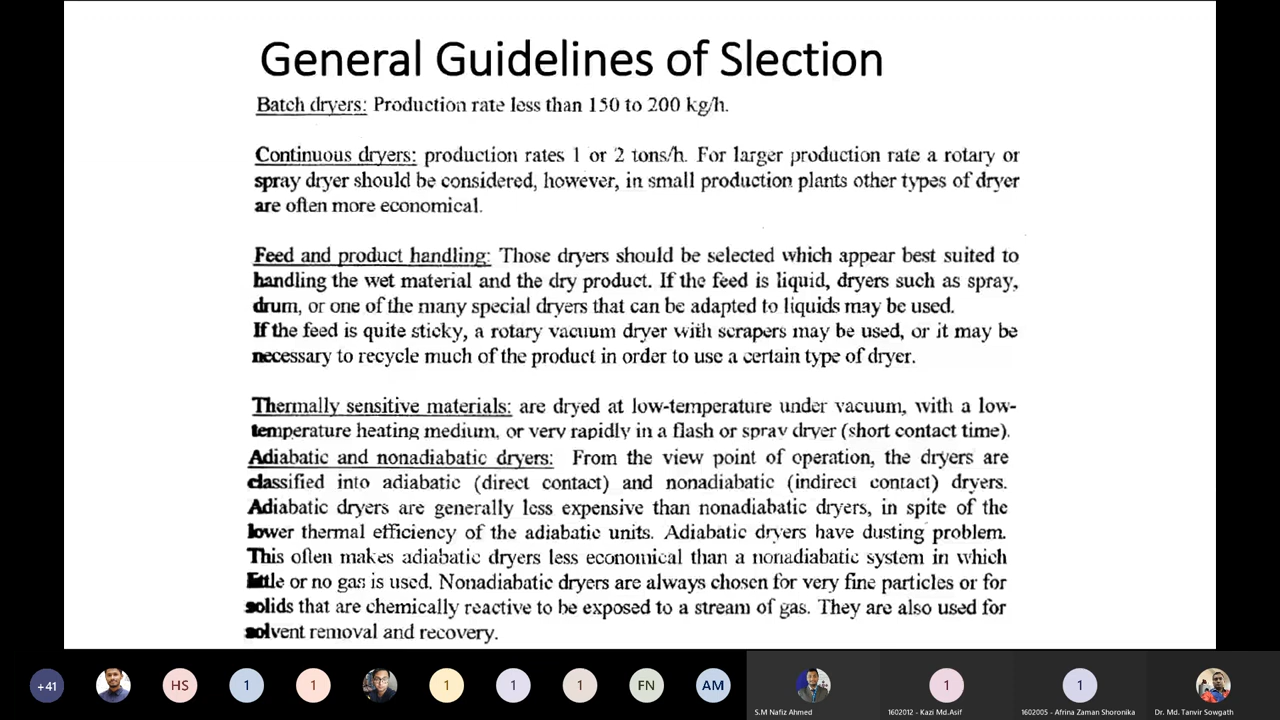 General Guidelines of Slection
Batch dryers: Production rate less than 150 to 200 kg/h.
Continuous dryers: production rates 1 or 2 tons/h. For larger production rate a rotary or
spray dryer should be considered, however, in small production plants other types of dryer
are often more economical.
Feed and product handling: Those dryers should be selected which appear best suited to
handling the wet material and the dry product. If the feed is liquid, dryers such as spray,
drum, or one of the many special dryers that can be adapted to liquids may be used.
If the feed is quite sticky, a rotary vacuum dryer with scrapers may be used, or it may be
necessary to recycle much of the product in order to use a certain type of dryer.
Thermally sensitive materials: are dryed at low-temperature under vacuum, with a low-
temperature heating medium, or very rapidly in a flash or spray dryer (short contact time).
Adiabatic and nonadiabatic dryers: From the view point of operation, the dryers are
classified into adiabatic (direct contact) and nonadiabatic (indirect contact) dryers.
Adiabatic dryers are generally less expensive than nonadiabatic dryers, in spite of the
lower thermal efficiency of the adiabatic units. Adiabatic dryers have dusting problem.
This often makes adiabatic dryers less economical than a nonadiabatic system in which
little or no gas is used. Nonadiabatic dryers are always chosen for very fine particles or for
solids that are chemically reactive to be exposed to a stream of gas. They are also used for
solvent removal and recovery.
+41 HS 1 1 1 1 1 FN AM 1 1
S.M Nafiz Ahmed 1602012 - Kazi Md.Asif 1602005 - Afrina Zaman Shoronika Dr. Md. Tanvir Sowgath